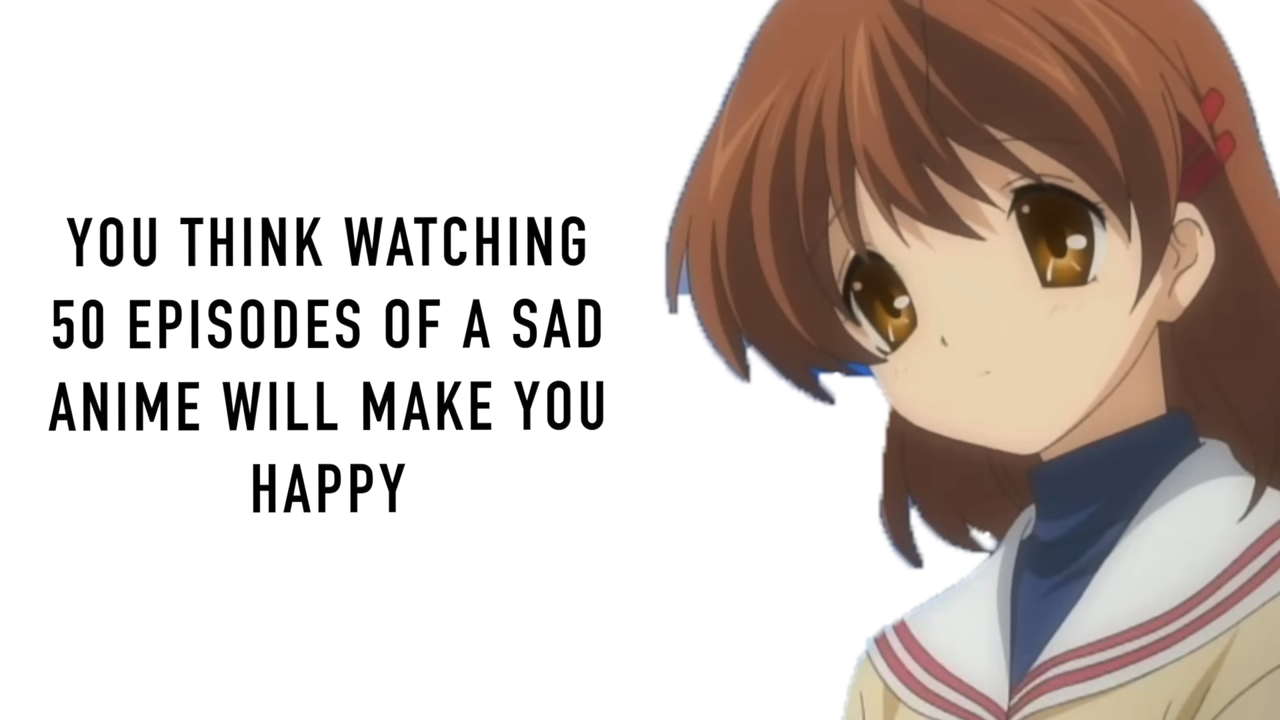 YOU THINK WATCHING
50 EPISODES OF A SAD
ANIME WILL MAKE YOU
HAPPY